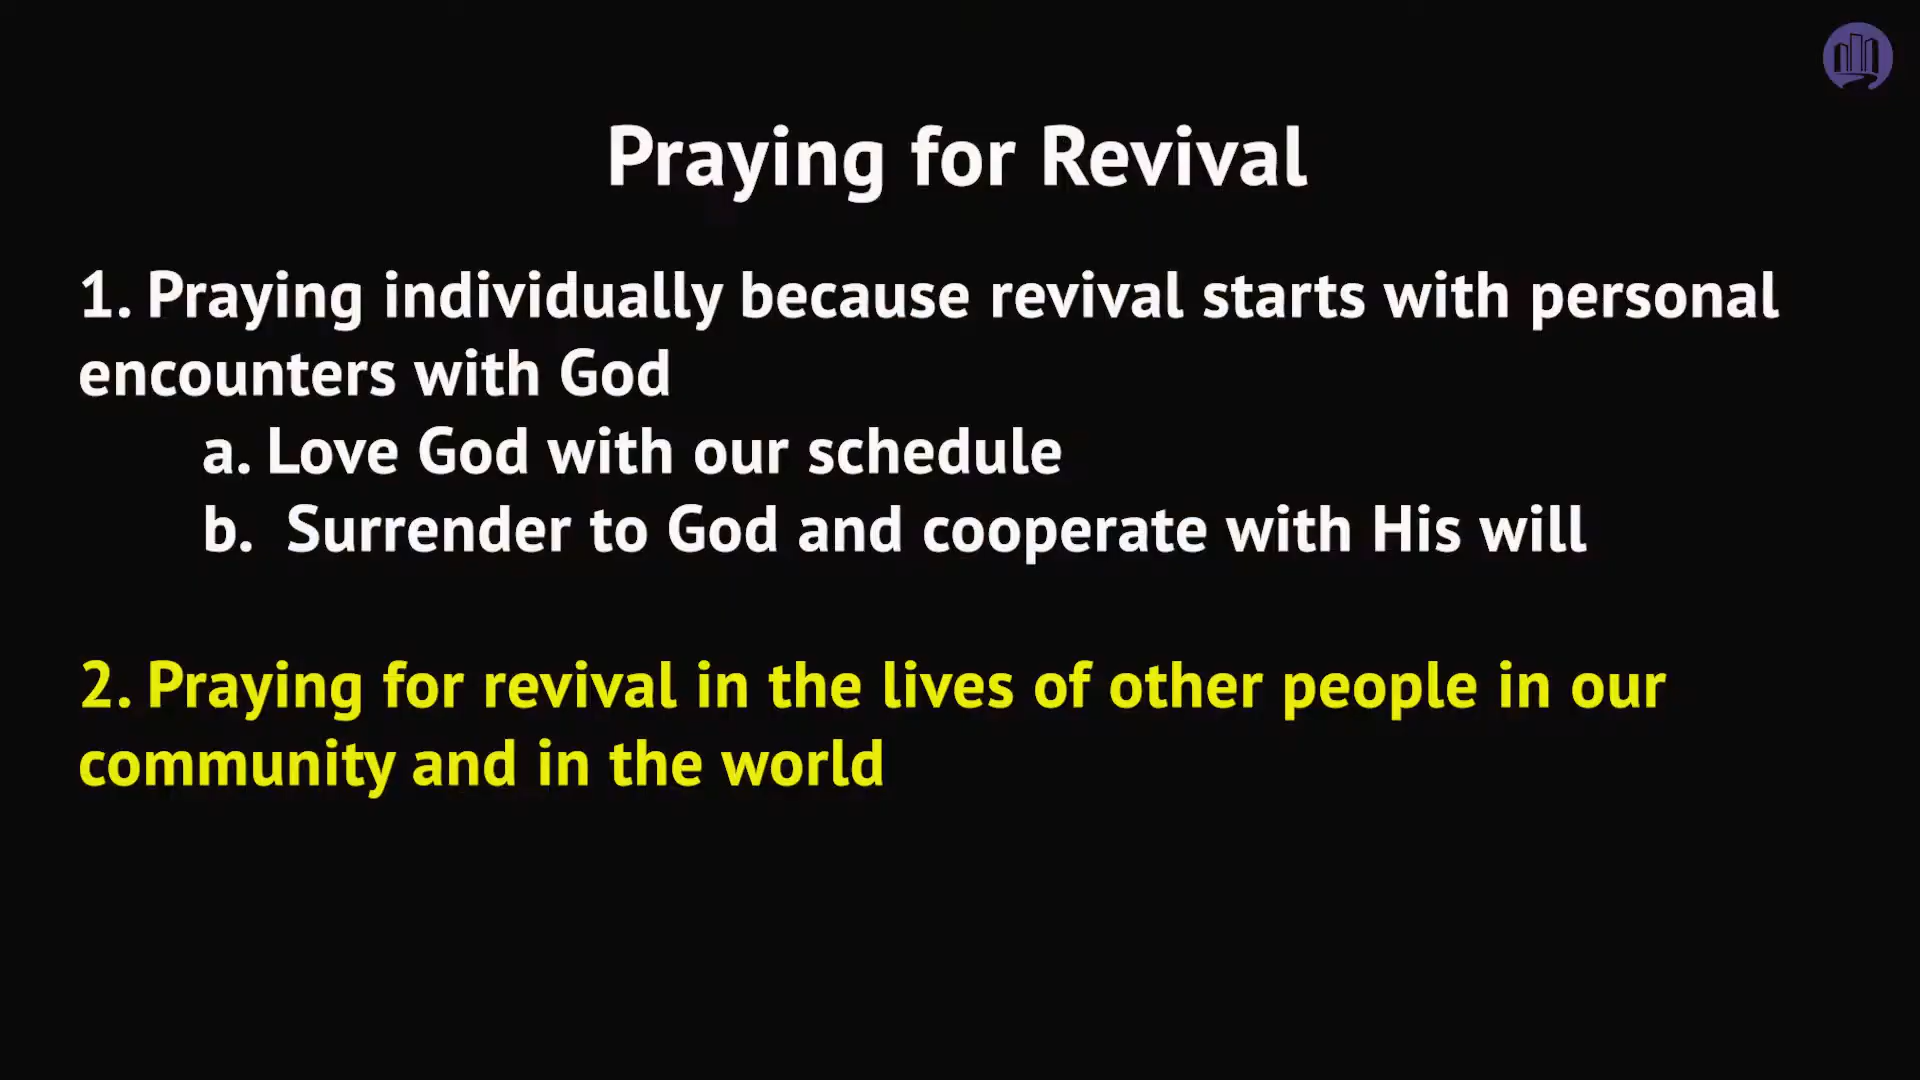 Praying for Revival
1. Praying individually because revival starts with personal
encounters with God
a. Love God with our schedule
b.  Surrender to God and cooperate with His will
2. Praying for revival in the lives of other people in our
community and in the world